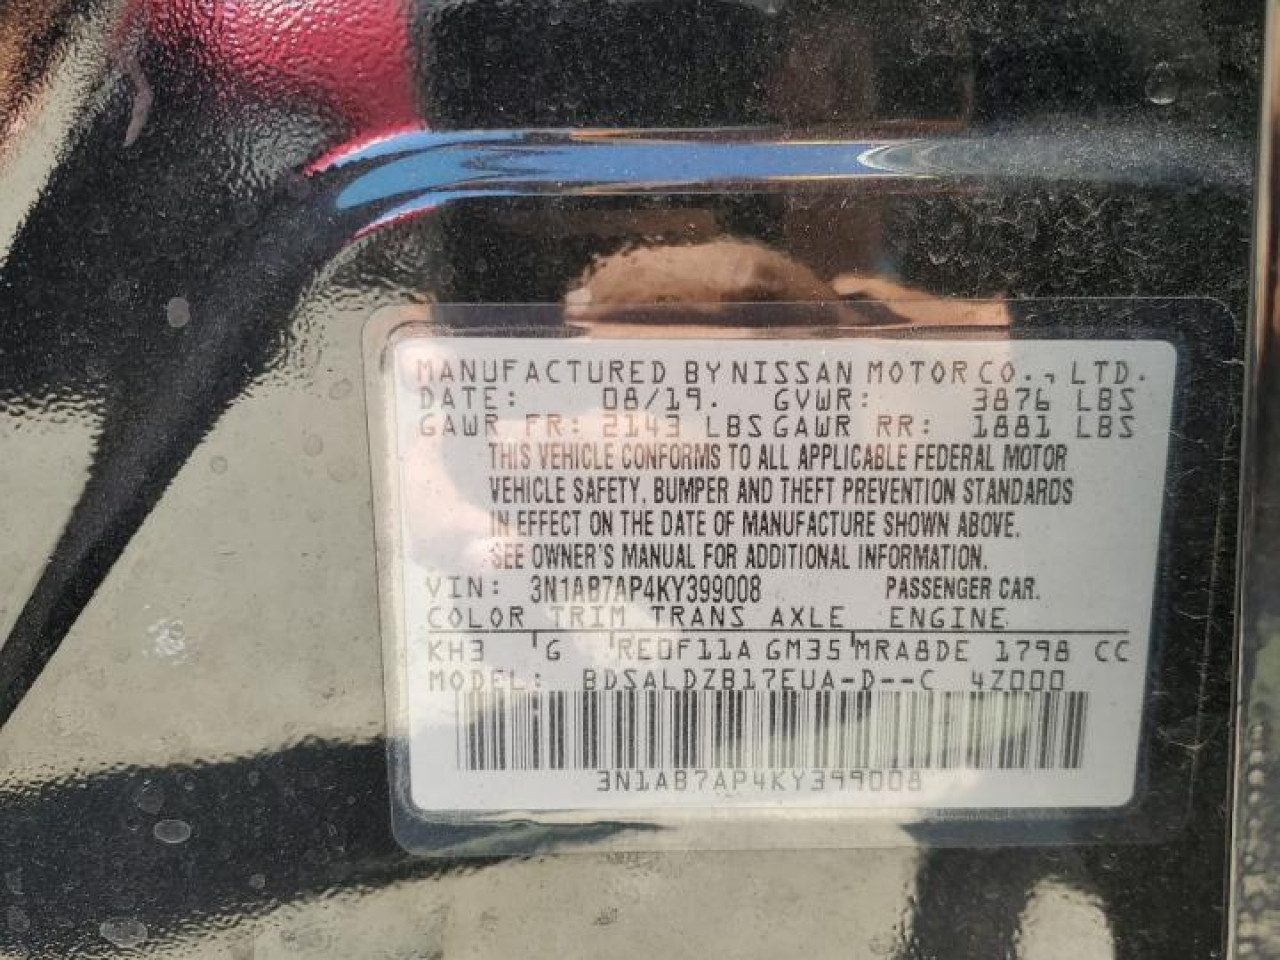 MANUFACTURED BY NISSAN MOTOR CO., LTD.
DATE: 08/19. GVWR: 3876 LBS
GAWR FR: 2143 LBS GAWR RR: 1881 LBS
THIS VEHICLE CONFORMS TO ALL APPLICABLE FEDERAL MOTOR
VEHICLE SAFETY, BUMPER AND THEFT PREVENTION STANDARDS
IN EFFECT ON THE DATE OF MANUFACTURE SHOWN ABOVE.
SEE OWNER'S MANUAL FOR ADDITIONAL INFORMATION.
VIN: 3N1AB7AP4KY399008 PASSENGER CAR.
COLOR TRIM TRANS AXLE ENGINE
KH3 G RE0F11A GM35 MRA8DE 1798 CC
MODEL: BDSALDZB17EUA-D--C 4Z000
3N1AB7AP4KY399008